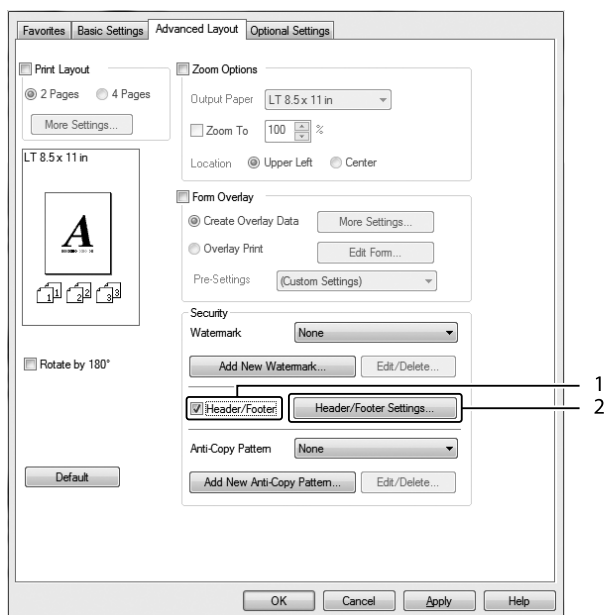 Favorites Basic Settings Advanced Layout Optional Settings
Print Layout
2 Pages 4 Pages
More Settings...
LT 8.5 x 11 in
A
1 1 2 2 3 3
Rotate by 180°
Default
Zoom Options
Output Paper LT 8.5 x 11 in
Zoom To 100 %
Location Upper Left Center
Form Overlay
Create Overlay Data More Settings...
Overlay Print Edit Form...
Pre-Settings (Custom Settings)
Security
Watermark None
Add New Watermark... Edit/Delete...
Header/Footer Header/Footer Settings...
1
2
Anti-Copy Pattern None
Add New Anti-Copy Pattern... Edit/Delete...
OK Cancel Apply Help